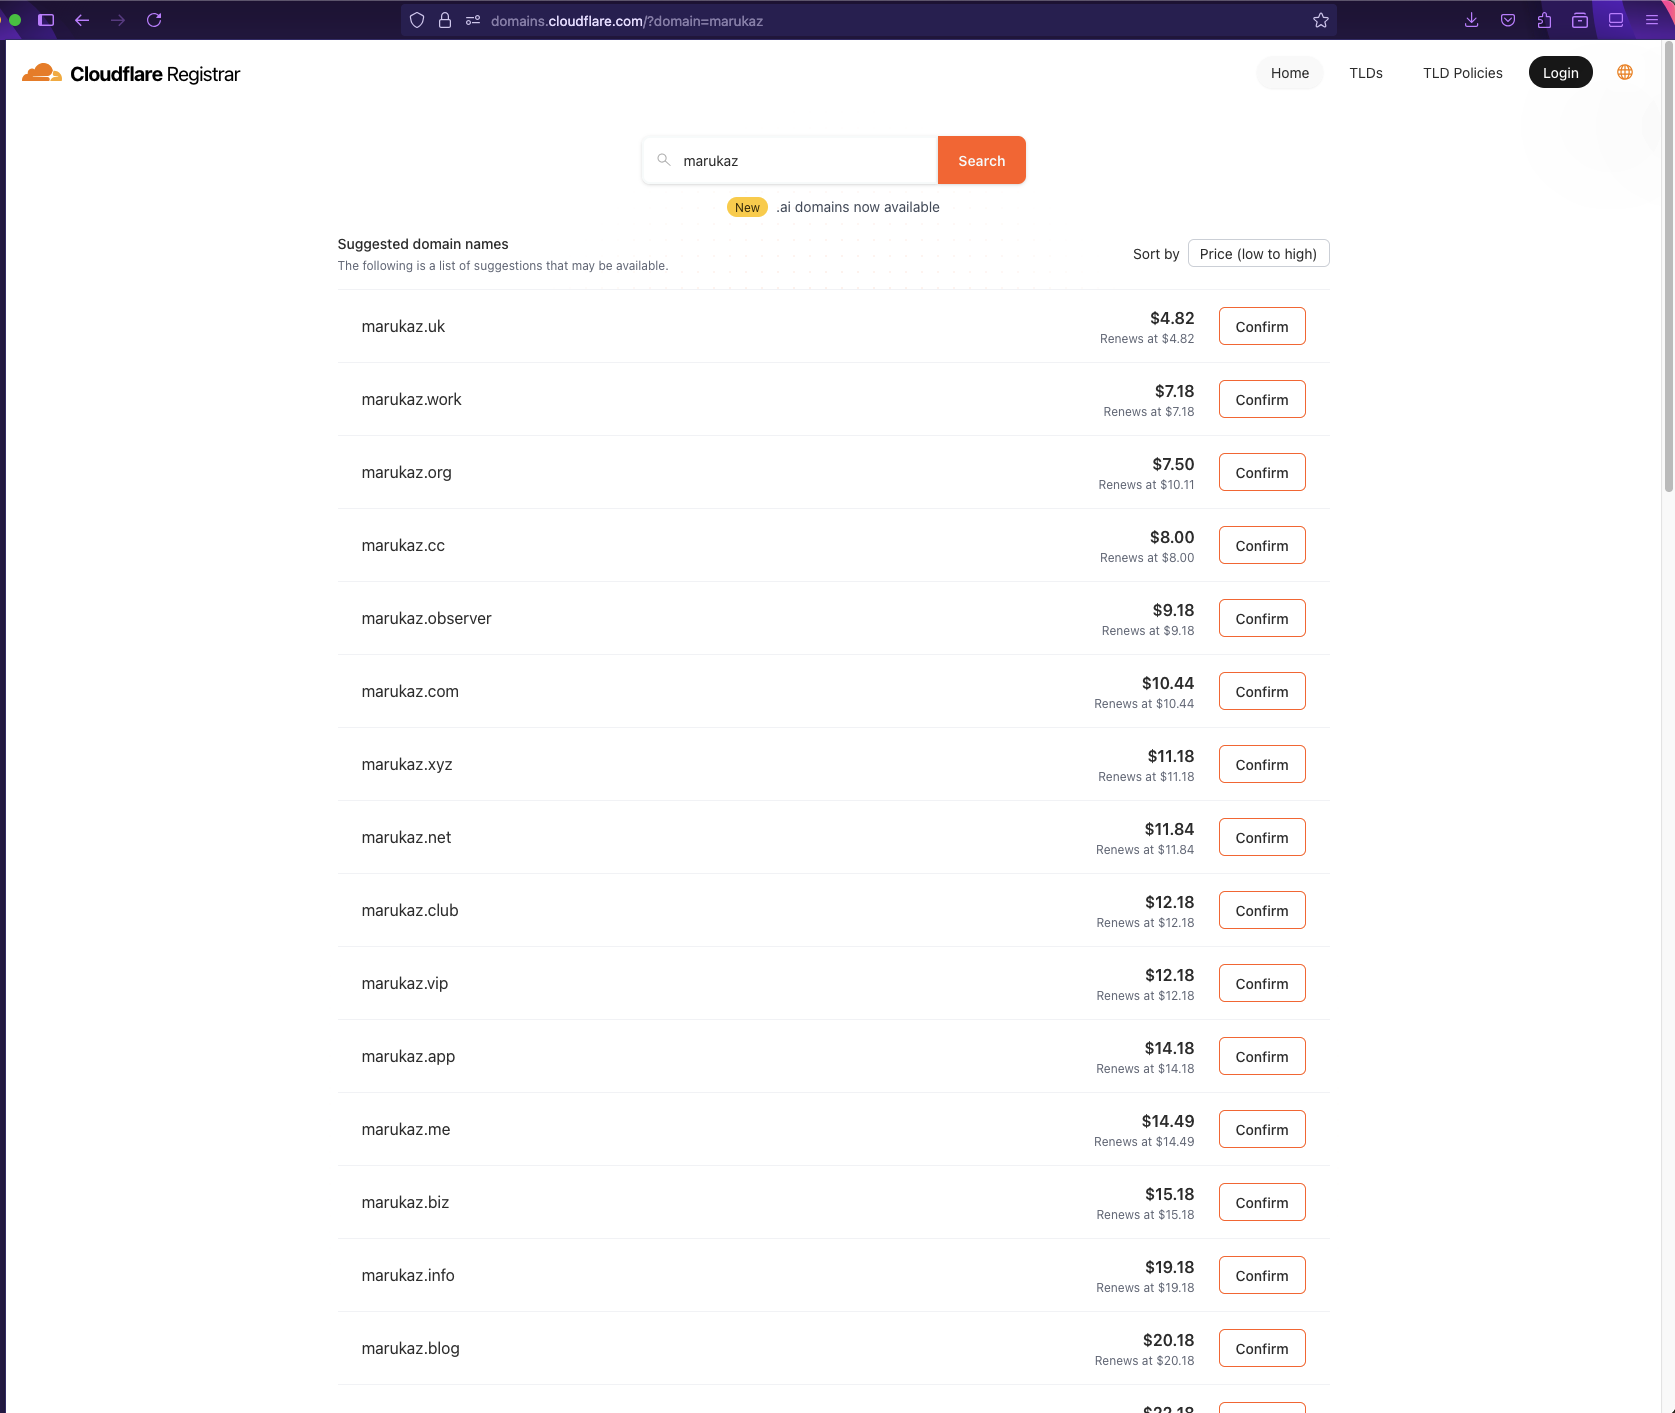 domains.cloudflare.com/?domain=marukaz
Cloudflare Registrar
Home TLDs TLD Policies Login
marukaz Search
New .ai domains now available
Suggested domain names
The following is a list of suggestions that may be available.
Sort by Price (low to high)
marukaz.uk $4.82 Confirm
Renews at $4.82
marukaz.work $7.18 Confirm
Renews at $7.18
marukaz.org $7.50 Confirm
Renews at $10.11
marukaz.cc $8.00 Confirm
Renews at $8.00
marukaz.observer $9.18 Confirm
Renews at $9.18
marukaz.com $10.44 Confirm
Renews at $10.44
marukaz.xyz $11.18 Confirm
Renews at $11.18
marukaz.net $11.84 Confirm
Renews at $11.84
marukaz.club $12.18 Confirm
Renews at $12.18
marukaz.vip $12.18 Confirm
Renews at $12.18
marukaz.app $14.18 Confirm
Renews at $14.18
marukaz.me $14.49 Confirm
Renews at $14.49
marukaz.biz $15.18 Confirm
Renews at $15.18
marukaz.info $19.18 Confirm
Renews at $19.18
marukaz.blog $20.18 Confirm
Renews at $20.18